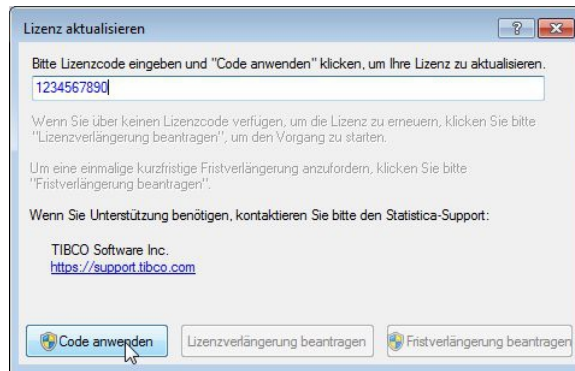 Lizenz aktualisieren
Bitte Lizenzcode eingeben und "Code anwenden" klicken, um Ihre Lizenz zu aktualisieren.
1234567890
Wenn Sie über keinen Lizenzcode verfügen, um die Lizenz zu erneuern, klicken Sie bitte
"Lizenzverlängerung beantragen", um den Vorgang zu starten.
Um eine einmalige kurzfristige Fristverlängerung anzufordern, klicken Sie bitte
"Fristverlängerung beantragen".
Wenn Sie Unterstützung benötigen, kontaktieren Sie bitte den Statistica-Support:
TIBCO Software Inc.
https://support.tibco.com
Code anwenden Lizenzverlängerung beantragen Fristverlängerung beantragen